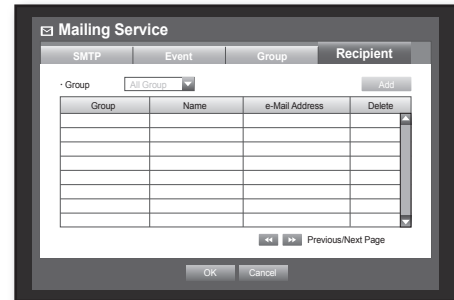 Mailing Service
SMTP Event Group Recipient
· Group All Group Add
Group Name e-Mail Address Delete
Previous/Next Page
OK Cancel